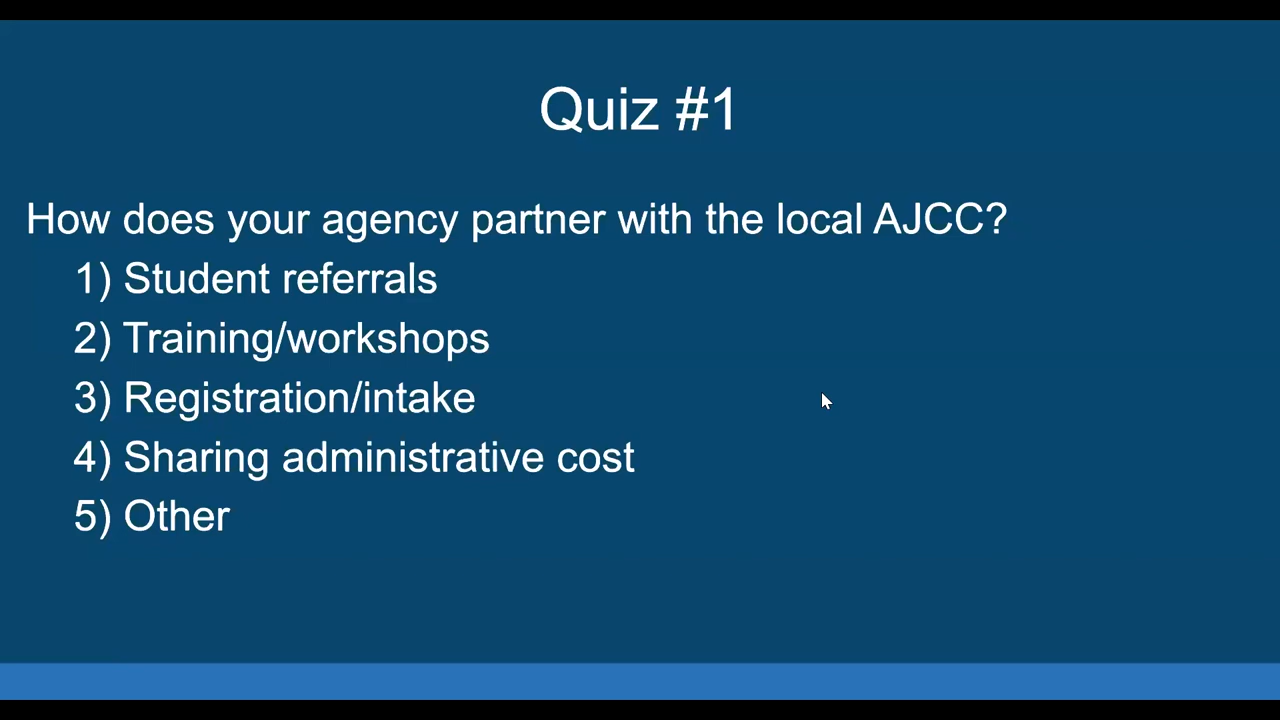 Quiz #1
How does your agency partner with the local AJCC?
1) Student referrals
2) Training/workshops
3) Registration/intake
4) Sharing administrative cost
5) Other